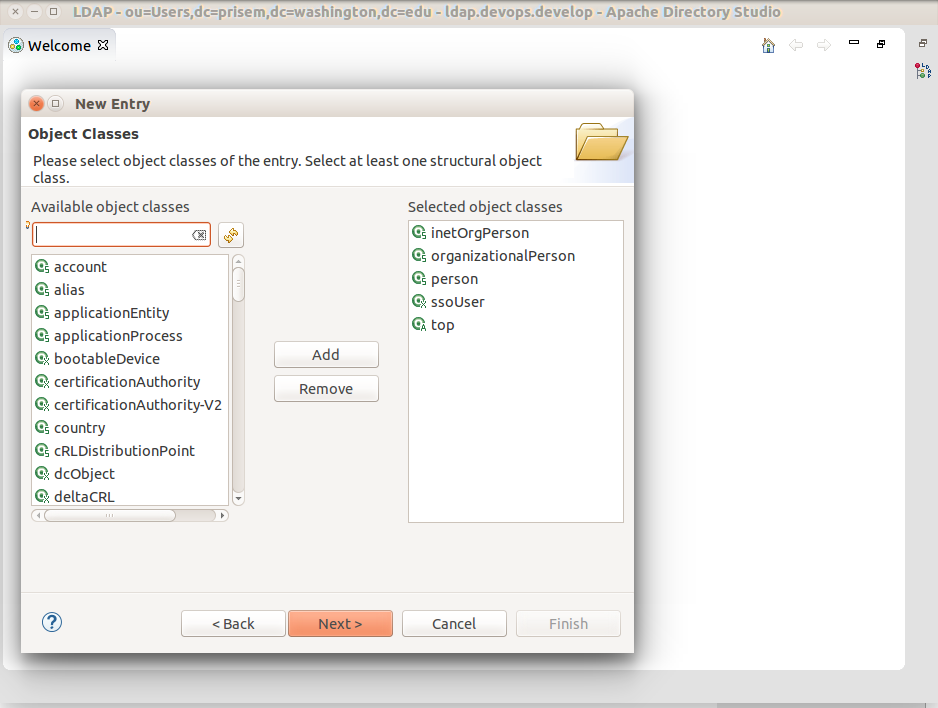 LDAP - ou=Users,dc=prisem,dc=washington,dc=edu - ldap.devops.develop - Apache Directory Studio
Welcome
New Entry
Object Classes
Please select object classes of the entry. Select at least one structural object
class.
Available object classes
account
alias
applicationEntity
applicationProcess
bootableDevice
certificationAuthority
certificationAuthority-V2
country
cRLDistributionPoint
dcObject
deltaCRL
Add
Remove
Selected object classes
inetOrgPerson
organizationalPerson
person
ssoUser
top
?
< Back
Next >
Cancel
Finish